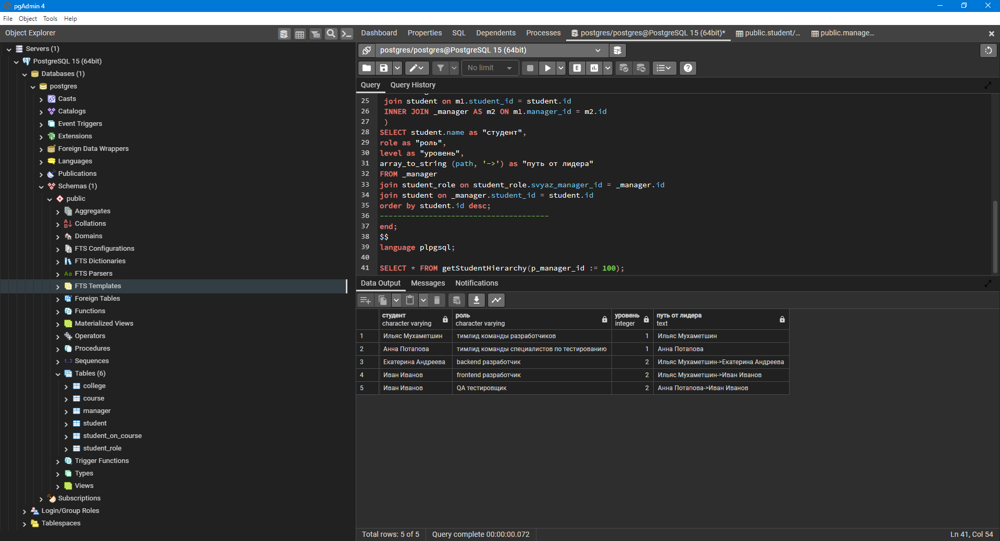 pgAdmin 4
File Object Tools Help
Object Explorer
Dashboard Properties SQL Dependents Processes postgres/postgres@PostgreSQL 15 (64bit)* public.student/... public.manage...
Servers (1)
PostgreSQL 15 (64bit)
Databases (1)
postgres
Casts
Catalogs
Event Triggers
Extensions
Foreign Data Wrappers
Languages
Publications
Schemas (1)
public
Aggregates
Collations
Domains
FTS Configurations
FTS Dictionaries
FTS Parsers
FTS Templates
Foreign Tables
Functions
Materialized Views
Operators
Procedures
Sequences
Tables (6)
college
course
manager
student
student_on_course
student_role
Trigger Functions
Types
Views
Subscriptions
Login/Group Roles
Tablespaces
postgres/postgres@PostgreSQL 15 (64bit)
No limit
Query Query History
25 join student on m1.student_id = student.id
26 INNER JOIN _manager AS m2 ON m1.manager_id = m2.id
27 )
28 SELECT student.name as "студент",
29 role as "роль",
30 level as "уровень",
31 array_to_string (path, '->') as "путь от лидера"
32 FROM _manager
33 join student_role on student_role.svyaz_manager_id = _manager.id
34 join student on _manager.student_id = student.id
35 order by student.id desc;
36 --------------------------------------
37 end;
38 $$
39 language plpgsql;
40
41 SELECT * FROM getStudentHierarchy(p_manager_id := 100);
Data Output Messages Notifications
студент роль уровень путь от лидера
character varying character varying integer text
1 Ильяс Мухаметшин тимлид команды разработчиков 1 Ильяс Мухаметшин
2 Анна Потапова тимлид команды специалистов по тестированию 1 Анна Потапова
3 Екатерина Андреева backend разработчик 2 Ильяс Мухаметшин->Екатерина Андреева
4 Иван Иванов frontend разработчик 2 Ильяс Мухаметшин->Иван Иванов
5 Иван Иванов QA тестировщик 2 Анна Потапова->Иван Иванов
Total rows: 5 of 5 Query complete 00:00:00.072 Ln 41, Col 54